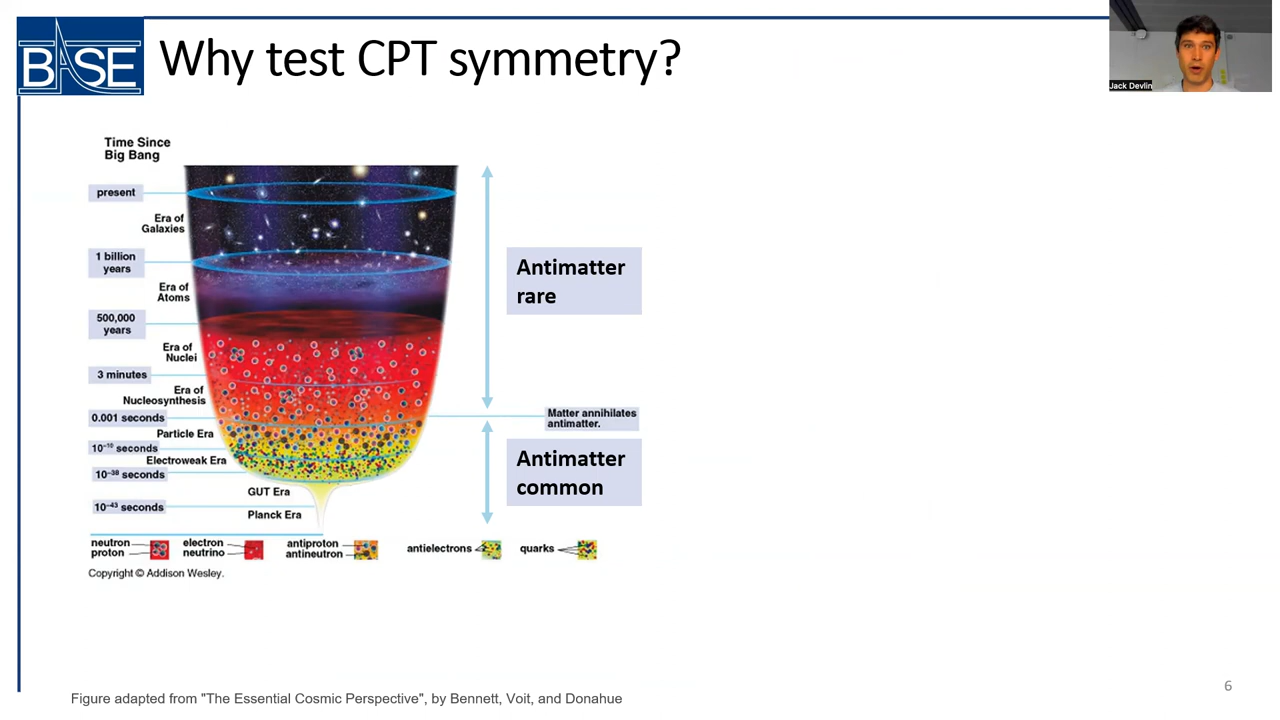 BASE
Why test CPT symmetry?
Jack Devlin
Time Since
Big Bang
present
Era of
Galaxies
1 billion
years
Era of
Atoms
500,000
years
Era of
Nuclei
3 minutes
Era of
Nucleosynthesis
0.001 seconds
Particle Era
10⁻¹⁰ seconds
Electroweak Era
10⁻³⁸ seconds
GUT Era
10⁻⁴³ seconds
Planck Era
Antimatter
rare
Matter annihilates
antimatter.
Antimatter
common
neutron
proton
electron
neutrino
antiproton
antineutron
antielectrons
quarks
Copyright © Addison Wesley.
Figure adapted from "The Essential Cosmic Perspective", by Bennett, Voit, and Donahue
6